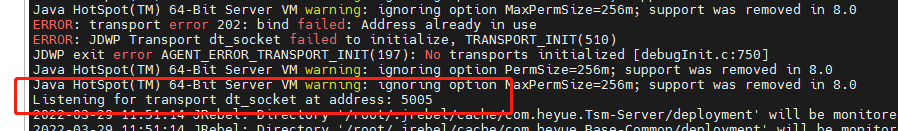 Java HotSpot(TM) 64-Bit Server VM warning: ignoring option MaxPermSize=256m; support was removed in 8.0
ERROR: transport error 202: bind failed: Address already in use
ERROR: JDWP Transport dt_socket failed to initialize, TRANSPORT_INIT(510)
JDWP exit error AGENT_ERROR_TRANSPORT_INIT(197): No transports initialized [debugInit.c:750]
Java HotSpot(TM) 64-Bit Server VM warning: ignoring option PermSize=256m; support was removed in 8.0
Java HotSpot(TM) 64-Bit Server VM warning: ignoring option MaxPermSize=256m; support was removed in 8.0
Listening for transport dt_socket at address: 5005
2022-03-29 11:51:14 JRebel: Directory '/root/.jrebel/cache/com.heyue.Tsm-Server/deployment' will be monitore
2022-03-29 11:51:14 JRebel: Directory '/root/.jrebel/cache/com.heyue.Base-Common/deployment' will be